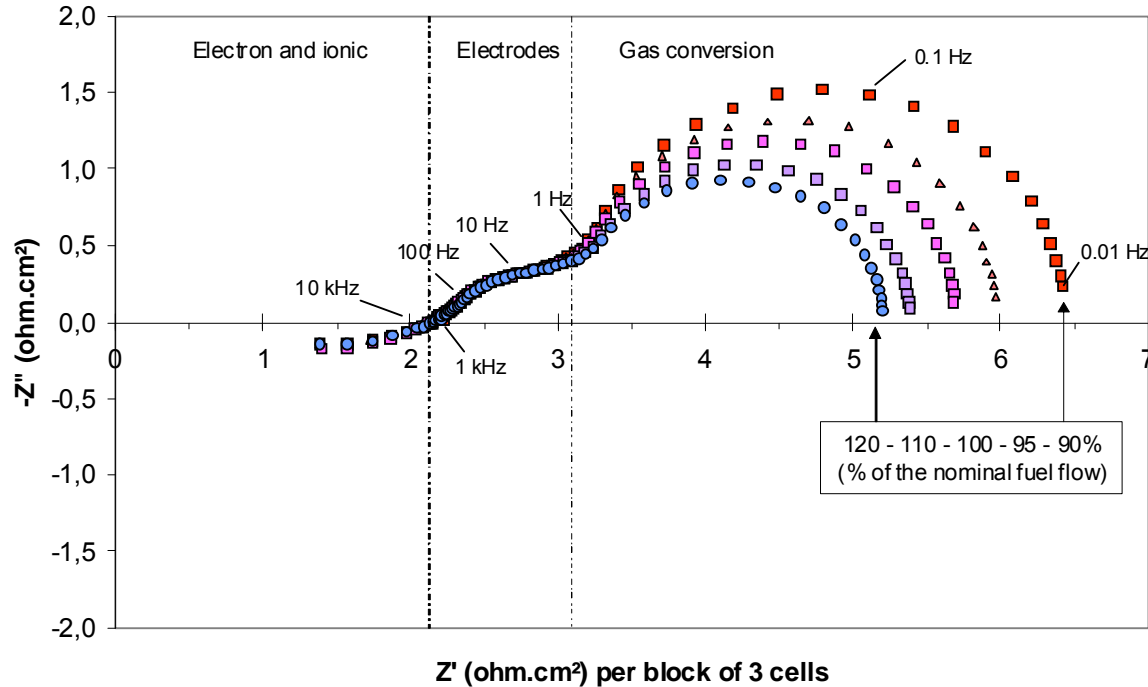 2,0
Electron and ionic
Electrodes
Gas conversion
0.1 Hz
1,5
1,0
1 Hz
10 Hz
0,5
100 Hz
0.01 Hz
10 kHz
0,0
0
1
2
3
4
5
6
7
1 kHz
-0,5
120 - 110 - 100 - 95 - 90%
(% of the nominal fuel flow)
-1,0
-1,5
-2,0
-Z" (ohm.cm²)
Z' (ohm.cm²) per block of 3 cells